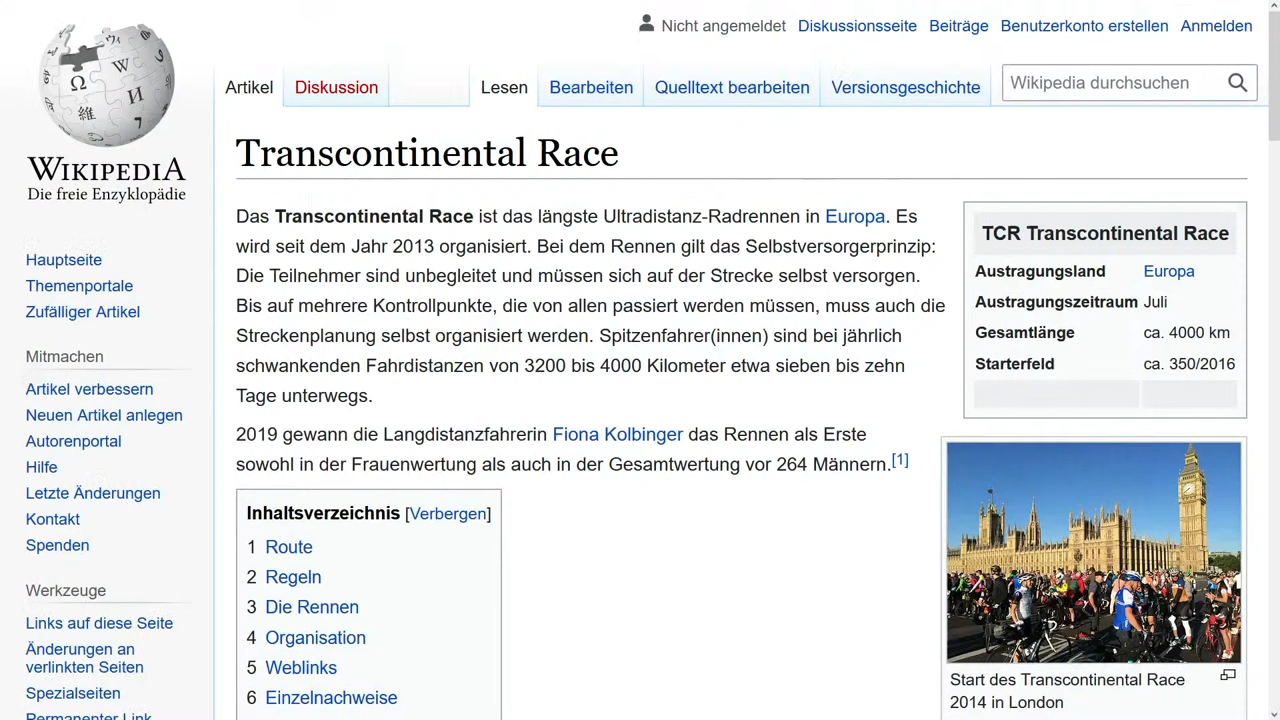 Nicht angemeldet Diskussionsseite Beiträge Benutzerkonto erstellen Anmelden
Artikel Diskussion Lesen Bearbeiten Quelltext bearbeiten Versionsgeschichte Wikipedia durchsuchen
WIKIPEDIA
Die freie Enzyklopädie
Hauptseite
Themenportale
Zufälliger Artikel
Mitmachen
Artikel verbessern
Neuen Artikel anlegen
Autorenportal
Hilfe
Letzte Änderungen
Kontakt
Spenden
Werkzeuge
Links auf diese Seite
Änderungen an
verlinkten Seiten
Spezialseiten
Permanenter Link
Transcontinental Race
Das Transcontinental Race ist das längste Ultradistanz-Radrennen in Europa. Es
wird seit dem Jahr 2013 organisiert. Bei dem Rennen gilt das Selbstversorgerprinzip:
Die Teilnehmer sind unbegleitet und müssen sich auf der Strecke selbst versorgen.
Bis auf mehrere Kontrollpunkte, die von allen passiert werden müssen, muss auch die
Streckenplanung selbst organisiert werden. Spitzenfahrer(innen) sind bei jährlich
schwankenden Fahrdistanzen von 3200 bis 4000 Kilometer etwa sieben bis zehn
Tage unterwegs.
2019 gewann die Langdistanzfahrerin Fiona Kolbinger das Rennen als Erste
sowohl in der Frauenwertung als auch in der Gesamtwertung vor 264 Männern.[1]
Inhaltsverzeichnis [Verbergen]
1 Route
2 Regeln
3 Die Rennen
4 Organisation
5 Weblinks
6 Einzelnachweise
TCR Transcontinental Race
Austragungsland Europa
Austragungszeitraum Juli
Gesamtlänge ca. 4000 km
Starterfeld ca. 350/2016
Start des Transcontinental Race
2014 in London